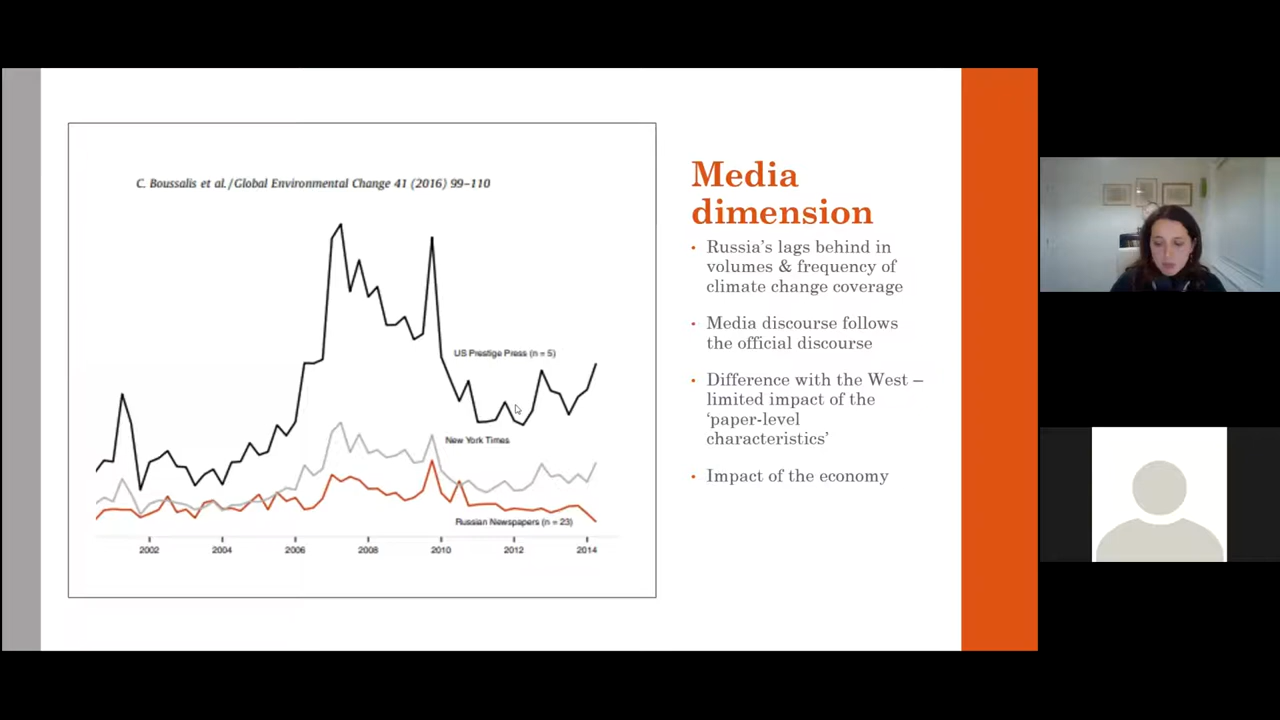 C. Boussalis et al. / Global Environmental Change 41 (2016) 99–110
US Prestige Press (n = 5)
New York Times
Russian Newspapers (n = 23)
2002 2004 2006 2008 2010 2012 2014
Media
dimension
• Russia’s lags behind in
volumes & frequency of
climate change coverage
• Media discourse follows
the official discourse
• Difference with the West –
limited impact of the
‘paper-level
characteristics’
• Impact of the economy